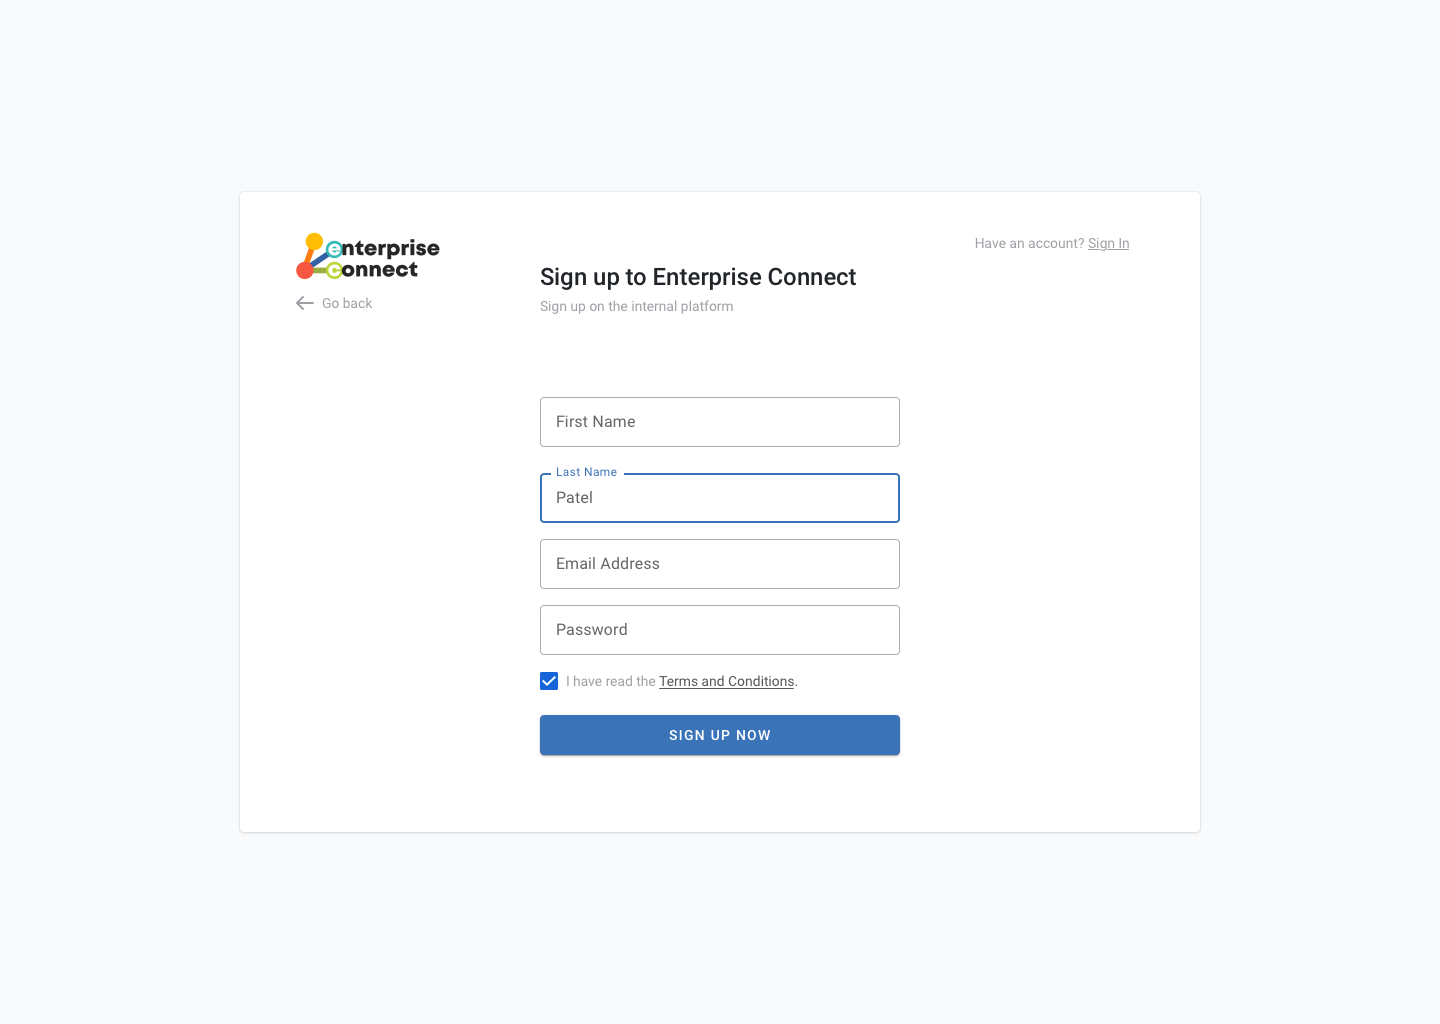 enterprise
connect
Go back
Have an account? Sign In
Sign up to Enterprise Connect
Sign up on the internal platform
First Name
Last Name
Patel
Email Address
Password
I have read the Terms and Conditions.
SIGN UP NOW